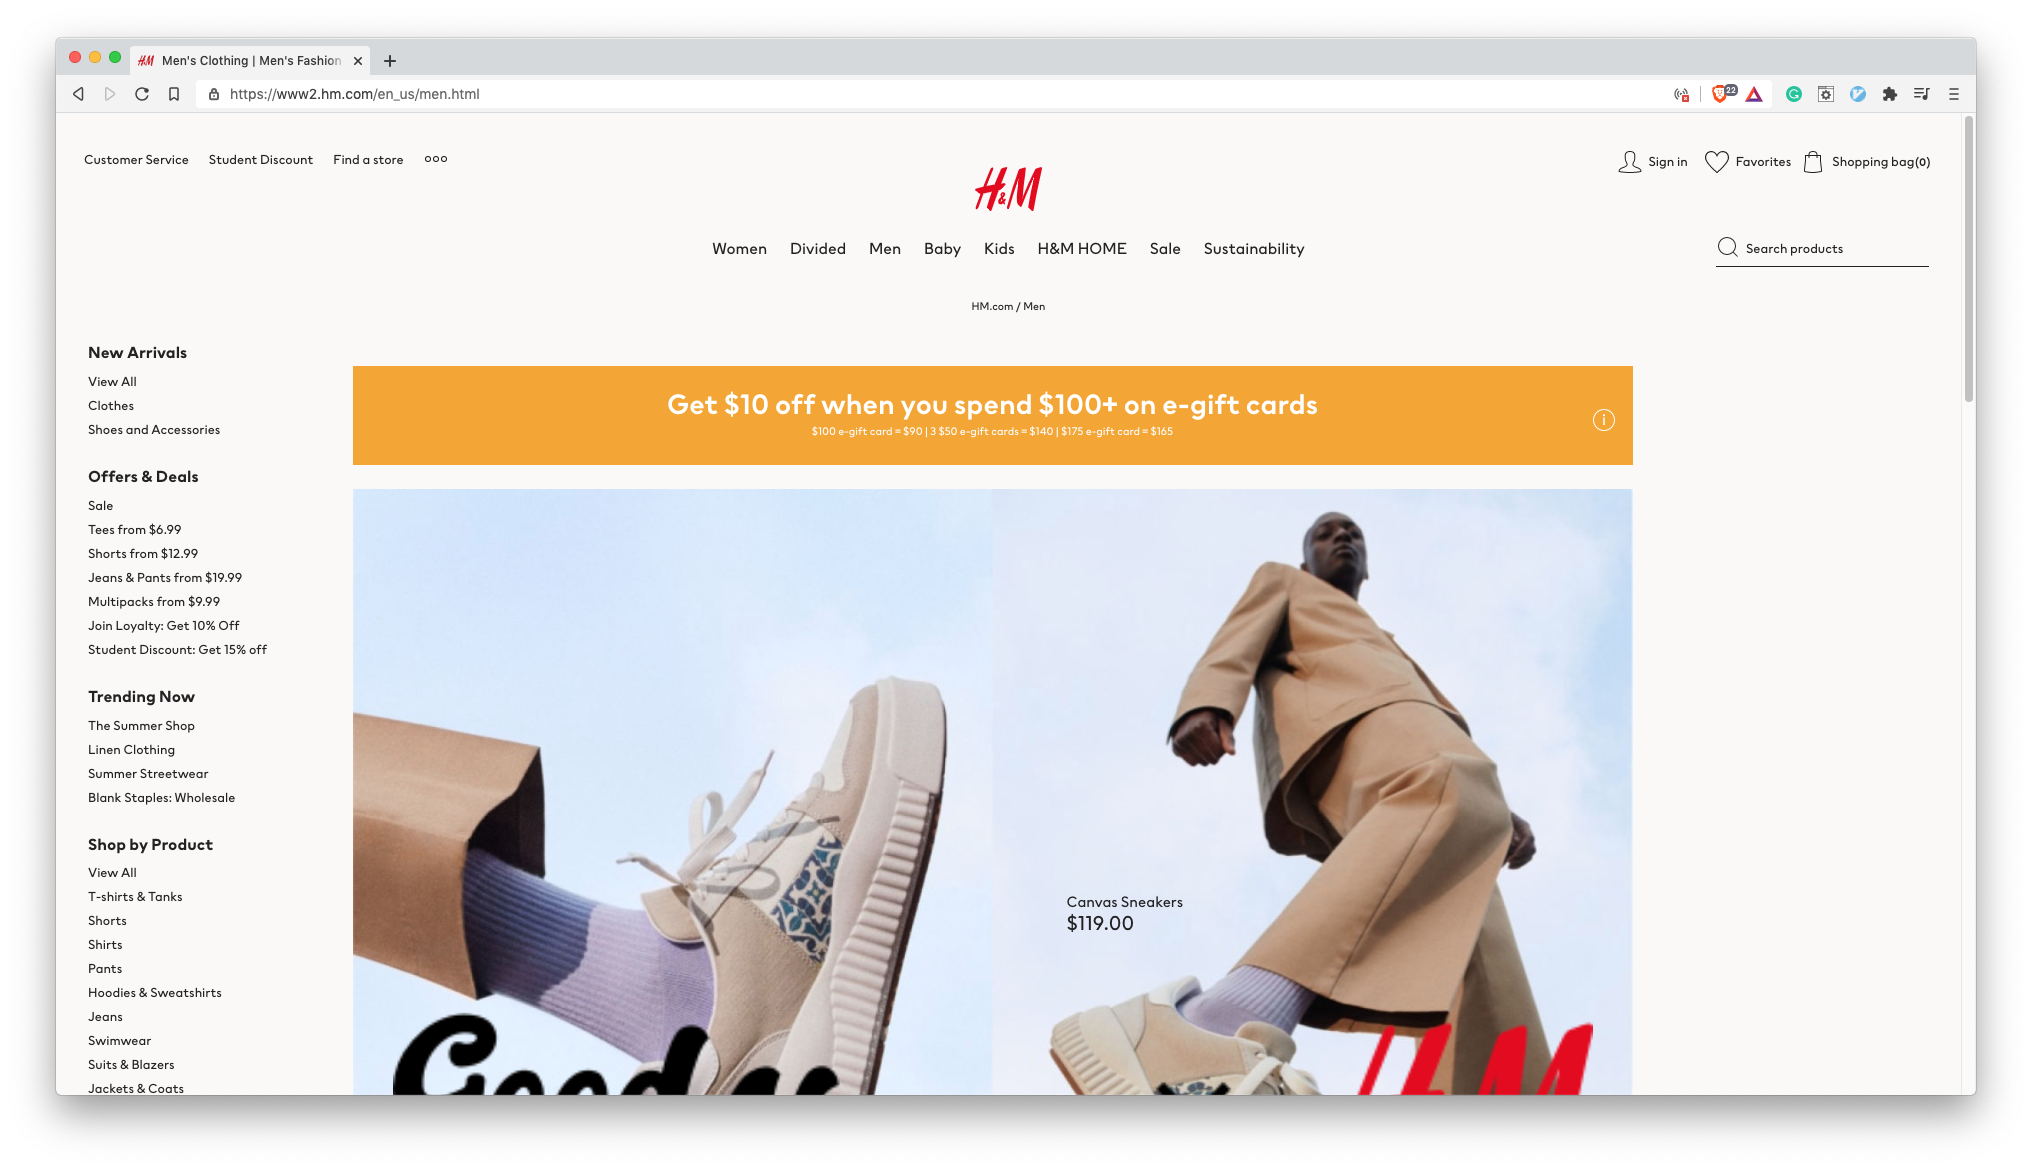 H&M Men's Clothing | Men's Fashion
https://www2.hm.com/en_us/men.html
22
Customer Service Student Discount Find a store
Sign in Favorites Shopping bag(0)
H&M
Women Divided Men Baby Kids H&M HOME Sale Sustainability
Search products
HM.com / Men
New Arrivals
View All
Clothes
Shoes and Accessories
Offers & Deals
Sale
Tees from $6.99
Shorts from $12.99
Jeans & Pants from $19.99
Multipacks from $9.99
Join Loyalty: Get 10% Off
Student Discount: Get 15% off
Trending Now
The Summer Shop
Linen Clothing
Summer Streetwear
Blank Staples: Wholesale
Shop by Product
View All
T-shirts & Tanks
Shorts
Shirts
Pants
Hoodies & Sweatshirts
Jeans
Swimwear
Suits & Blazers
Jackets & Coats
Get $10 off when you spend $100+ on e-gift cards
$100 e-gift card = $90 | 3 $50 e-gift cards = $140 | $175 e-gift card = $165
Canvas Sneakers
$119.00
H&M